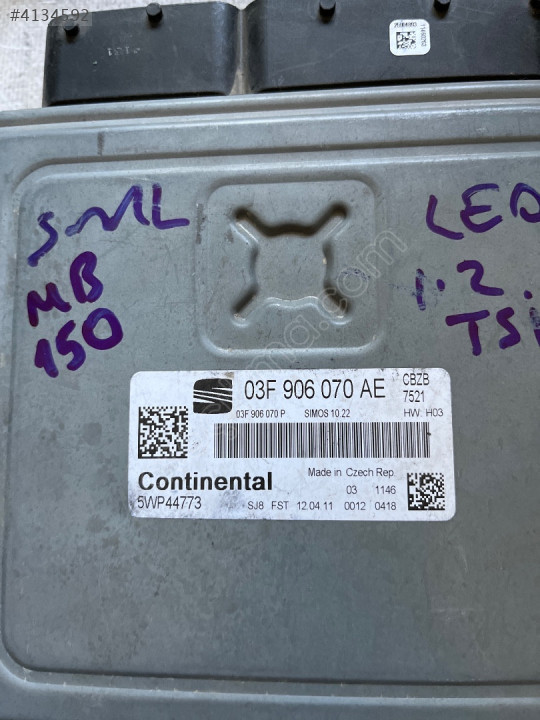 #4134592
SML
MB
150
LEO
1.2.
TSI
03F 906 070 AE
CBZB
7521
03F 906 070 P
SIMOS 10.22
HW: H03
Continental
5WP44773
Made in Czech Rep.
03 1146
SJ8 FST 12.04.11 0012 0418